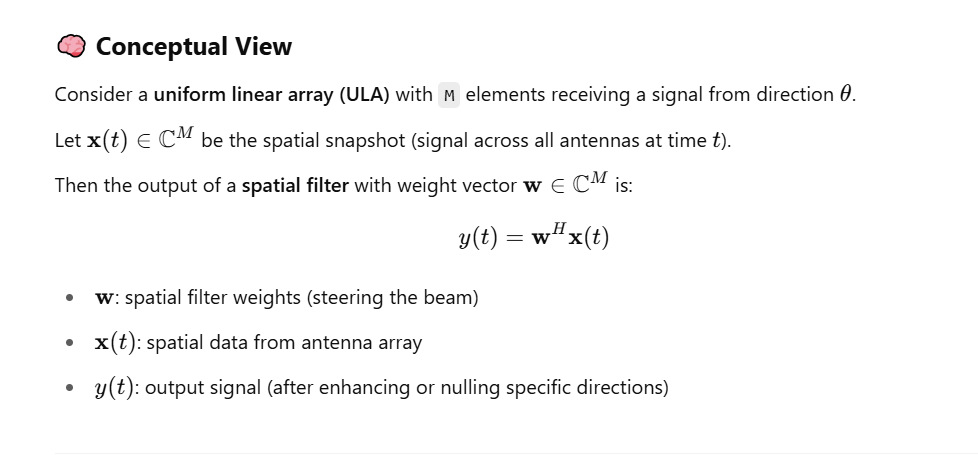 🧠 Conceptual View
Consider a uniform linear array (ULA) with M elements receiving a signal from direction θ.
Let x(t) ∈ ℂ^M be the spatial snapshot (signal across all antennas at time t).
Then the output of a spatial filter with weight vector w ∈ ℂ^M is:
y(t) = w^H x(t)
• w: spatial filter weights (steering the beam)
• x(t): spatial data from antenna array
• y(t): output signal (after enhancing or nulling specific directions)